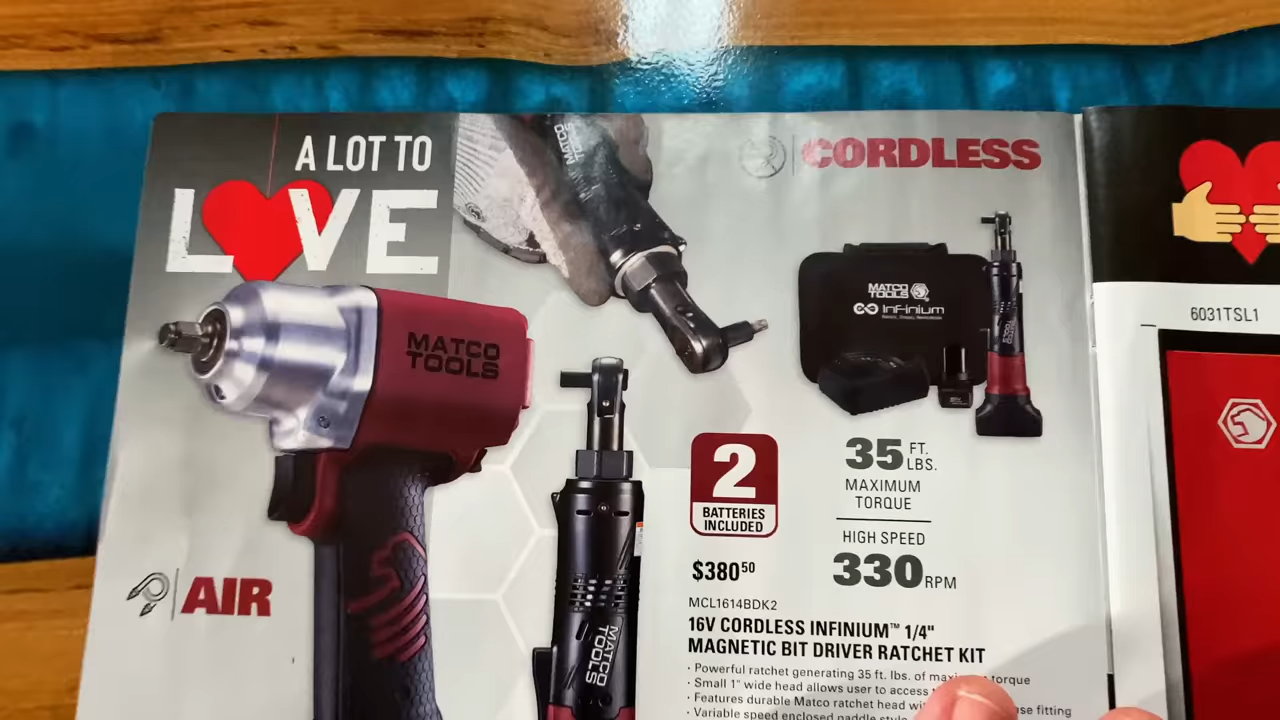 A LOT TO
LVE
CORDLESS
MATCO
TOOLS
AIR
MATCO
TOOLS
MATCO
MATCO
TOOLS
Infinium
2
BATTERIES
INCLUDED
35 FT. LBS.
MAXIMUM
TORQUE
HIGH SPEED
330 RPM
$380 50
MCL1614BDK2
16V CORDLESS INFINIUM™ 1/4"
MAGNETIC BIT DRIVER RATCHET KIT
· Powerful ratchet generating 35 ft. lbs. of torque
· Small 1" wide head allows user to access
· Features durable Matco ratchet head fitting
· Variable speed enclosed paddle
6031TSL1